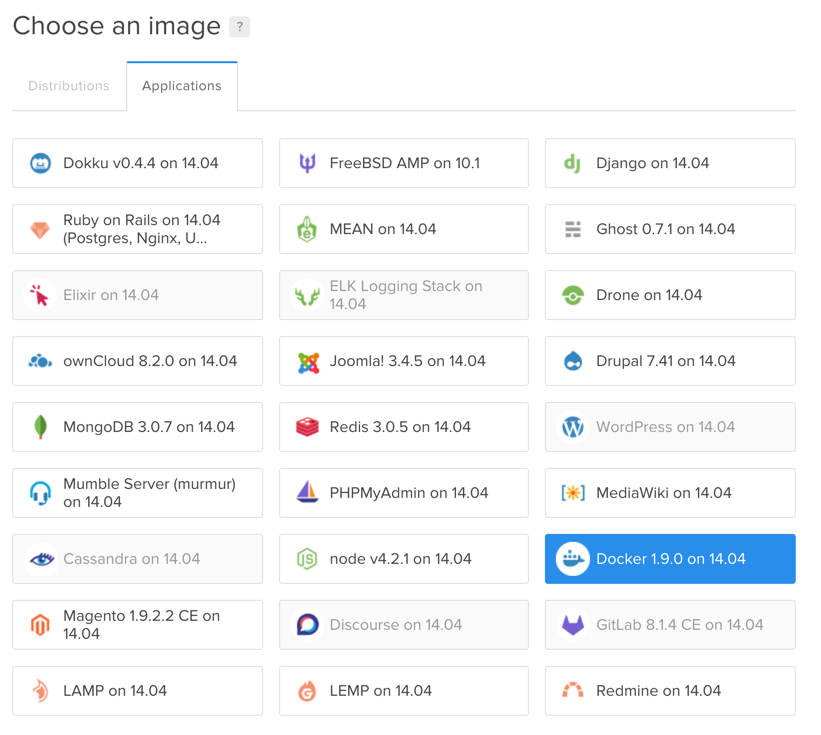 Choose an image ?
Distributions
Applications
Dokku v0.4.4 on 14.04
FreeBSD AMP on 10.1
Django on 14.04
Ruby on Rails on 14.04
(Postgres, Nginx, U...
MEAN on 14.04
Ghost 0.7.1 on 14.04
Elixir on 14.04
ELK Logging Stack on
14.04
Drone on 14.04
ownCloud 8.2.0 on 14.04
Joomla! 3.4.5 on 14.04
Drupal 7.41 on 14.04
MongoDB 3.0.7 on 14.04
Redis 3.0.5 on 14.04
WordPress on 14.04
Mumble Server (murmur)
on 14.04
PHPMyAdmin on 14.04
MediaWiki on 14.04
Cassandra on 14.04
node v4.2.1 on 14.04
Docker 1.9.0 on 14.04
Magento 1.9.2.2 CE on
14.04
Discourse on 14.04
GitLab 8.1.4 CE on 14.04
LAMP on 14.04
LEMP on 14.04
Redmine on 14.04